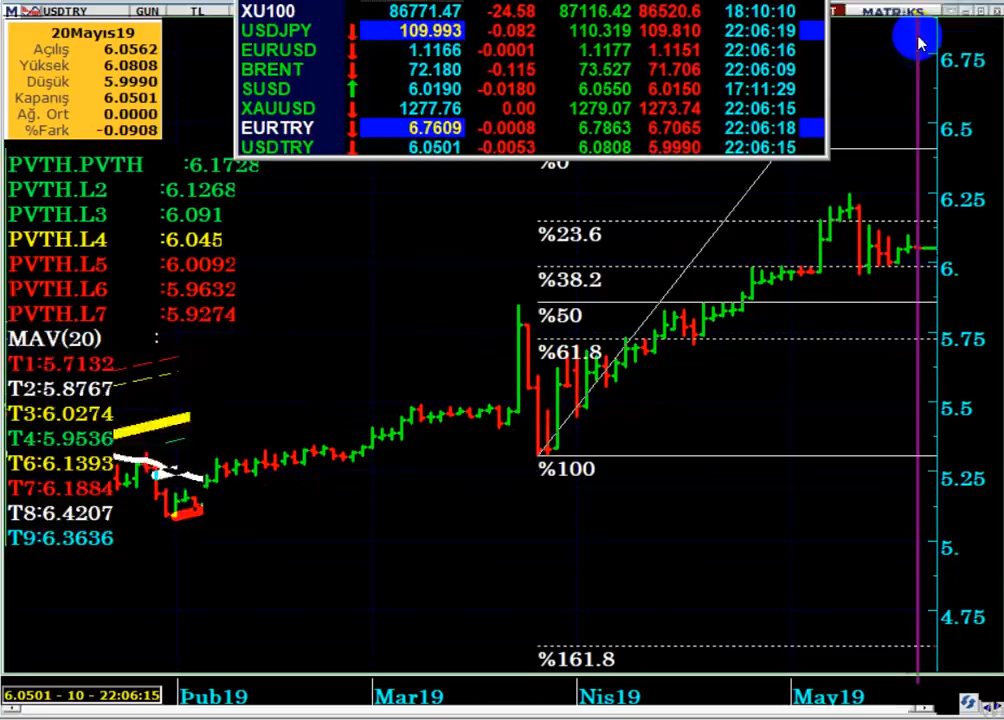 USDTRY GUN TL
MATRiKS
20Mayıs19
Açılış 6.0562
Yüksek 6.0808
Düşük 5.9990
Kapanış 6.0501
Ağ. Ort 0.0000
%Fark -0.0908
XU100 86771.47 -24.58 87116.42 86520.6 18:10:10
USDJPY 109.993 -0.082 110.319 109.810 22:06:19
EURUSD 1.1166 -0.0008 1.1177 1.1151 22:06:16
BRENT 72.180 -0.115 73.527 71.706 22:06:09
SUSD 6.0190 -0.0180 6.0550 6.0150 17:11:29
XAUUSD 1277.76 0.00 1279.07 1273.74 22:06:15
EURTRY 6.7609 -0.0008 6.7863 6.7065 22:06:18
USDTRY 6.0501 -0.0053 6.0808 5.9990 22:06:15
PVTH.PVTH :6.1728
PVTH.L2 :6.1268
PVTH.L3 :6.091
PVTH.L4 :6.045
PVTH.L5 :6.0092
PVTH.L6 :5.9632
PVTH.L7 :5.9274
MAV(20) :
T1:5.7132
T2:5.8767
T3:6.0274
T4:5.9536
T6:6.1393
T7:6.1884
T8:6.4207
T9:6.3636
%0
%23.6
%38.2
%50
%61.8
%100
%161.8
6.75
6.5
6.25
6.
5.75
5.5
5.25
5.
4.75
6.0501 - 10 - 22:06:15
Þub19 Mar19 Nis19 May19